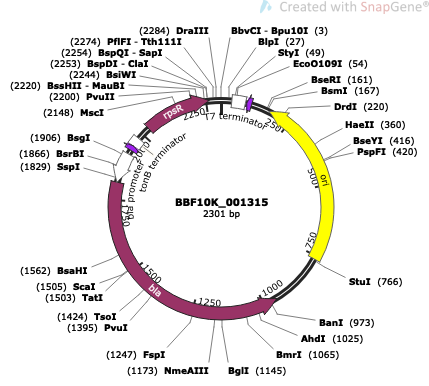 Created with SnapGene®
(2284) DraIII
(2274) PflFI - Tth111I
(2254) BspQI - SapI
(2253) BspDI - ClaI
(2244) BsiWI
(2220) BssHII - MauBI
(2200) PvuII
(2148) MscI
(1906) BsgI
(1866) BsrBI
(1829) SspI
(1562) BsaHI
(1505) ScaI
(1503) TatI
(1424) TsoI
(1395) PvuI
(1247) FspI
(1173) NmeAIII
BbvCI - Bpu10I (3)
BlpI (27)
StyI (49)
EcoO109I (54)
BseRI (161)
BsmI (167)
DrdI (220)
HaeII (360)
BseYI (416)
PspFI (420)
StuI (766)
BanI (973)
AhdI (1025)
BmrI (1065)
BglI (1145)
rpsR
T7 terminator
tonB terminator
bla promoter
ori
bla
250
500
750
1000
1250
1500
1750
2250
BBF10K_001315
2301 bp